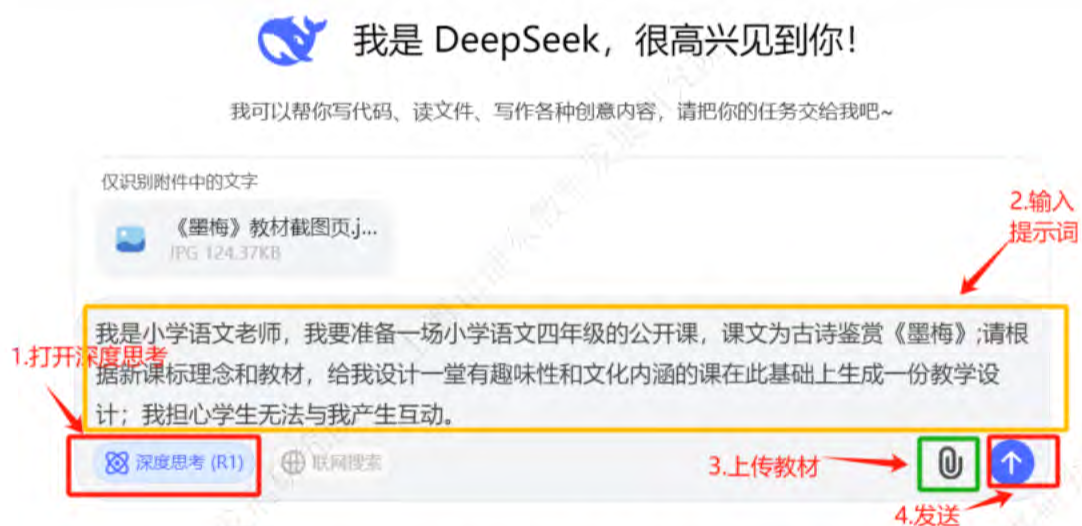 我是 DeepSeek，很高兴见到你！
我可以帮你写代码、读文件、写作各种创意内容，请把你的任务交给我吧~
仅识别附件中的文字
《墨梅》教材截图页.j...
JPG 124.37KB
2.输入
提示词
我是小学语文老师，我要准备一场小学语文四年级的公开课，课文为古诗鉴赏《墨梅》;请根
1.打开深度思考
据新课标理念和教材，给我设计一堂有趣味性和文化内涵的课在此基础上生成一份教学设
计；我担心学生无法与我产生互动。
深度思考 (R1)
联网搜索
3.上传教材
4.发送